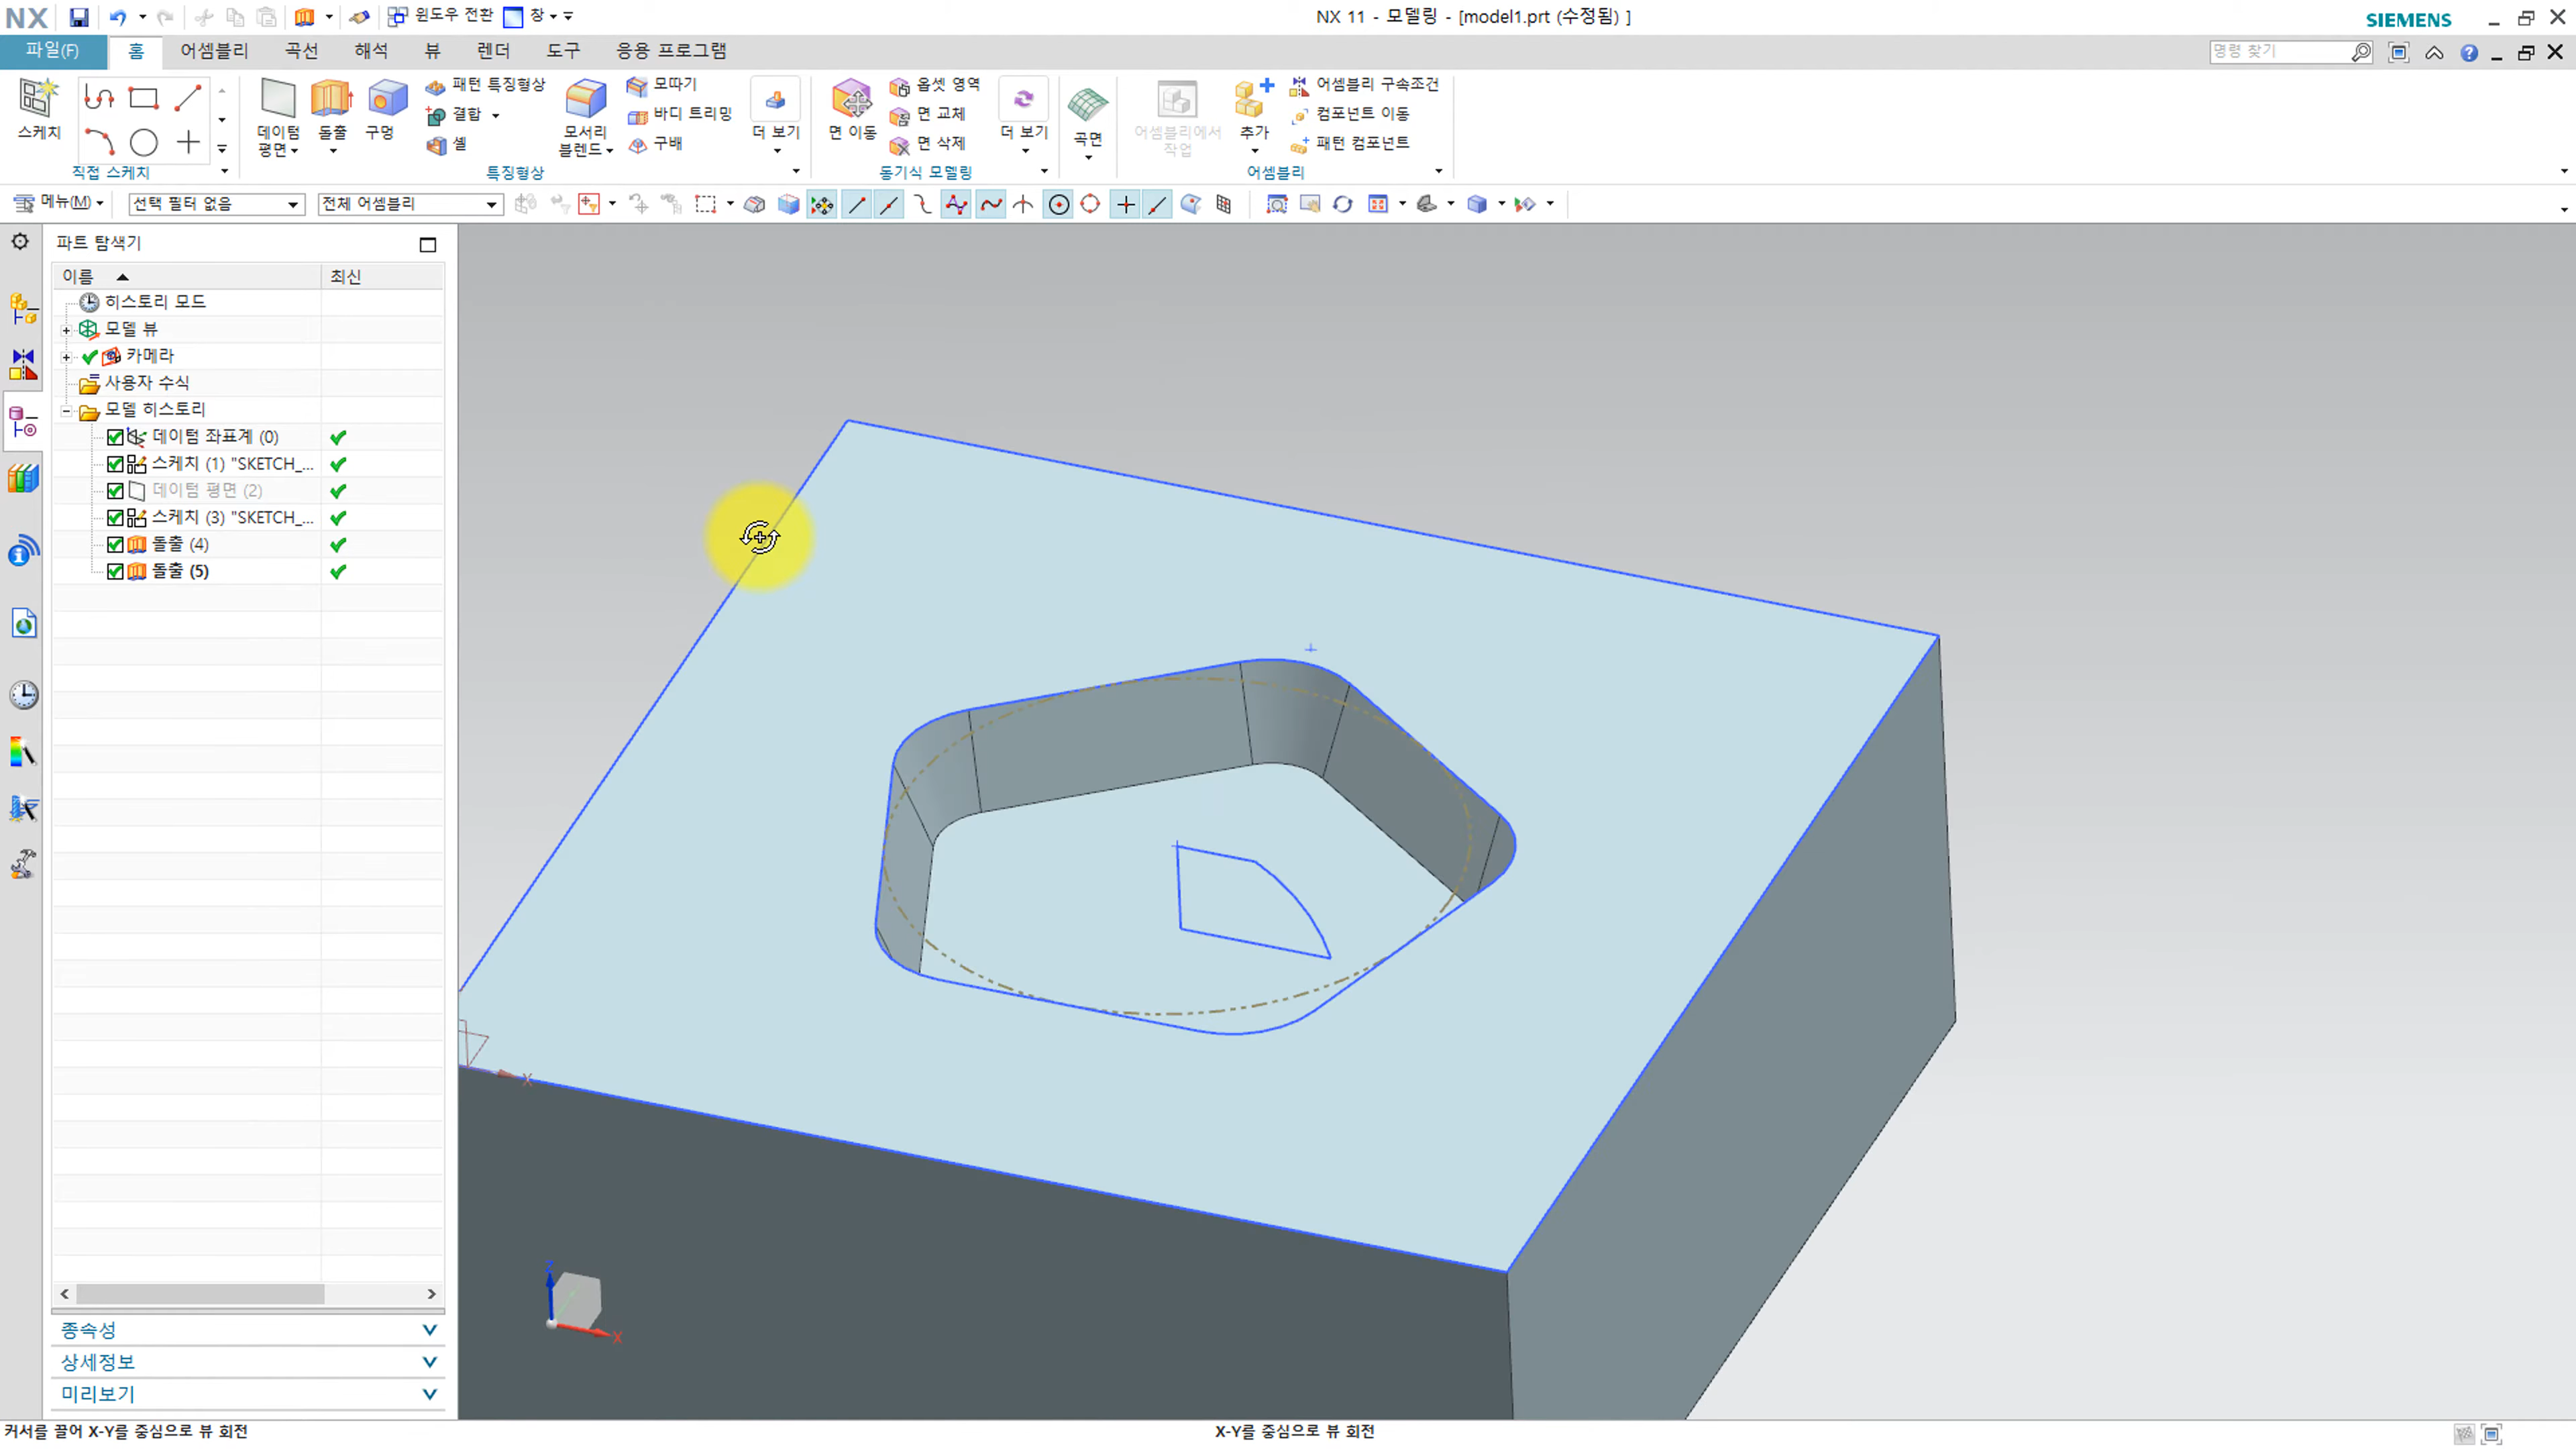 NX
윈도우 전환
창
NX 11 - 모델링 - [model1.prt (수정됨) ]
SIEMENS
파일(F)
홈
어셈블리
곡선
해석
뷰
렌더
도구
응용 프로그램
명령 찾기
스케치
직접 스케치
데이텀
평면
돌출
구멍
패턴 특징형상
결합
셸
모서리
블렌드
모따기
바디 트리밍
구배
더 보기
특징형상
면 이동
옵셋 영역
면 교체
면 삭제
더 보기
동기식 모델링
곡면
어셈블리에서
작업
추가
어셈블리 구속조건
컴포넌트 이동
패턴 컴포넌트
어셈블리
메뉴(M)
선택 필터 없음
전체 어셈블리
파트 탐색기
이름
최신
히스토리 모드
모델 뷰
카메라
사용자 수식
모델 히스토리
데이텀 좌표계 (0)
스케치 (1) "SKETCH_...
데이텀 평면 (2)
스케치 (3) "SKETCH_...
돌출 (4)
돌출 (5)
종속성
상세정보
미리보기
X
Z
X
커서를 끌어 X-Y를 중심으로 뷰 회전
X-Y를 중심으로 뷰 회전